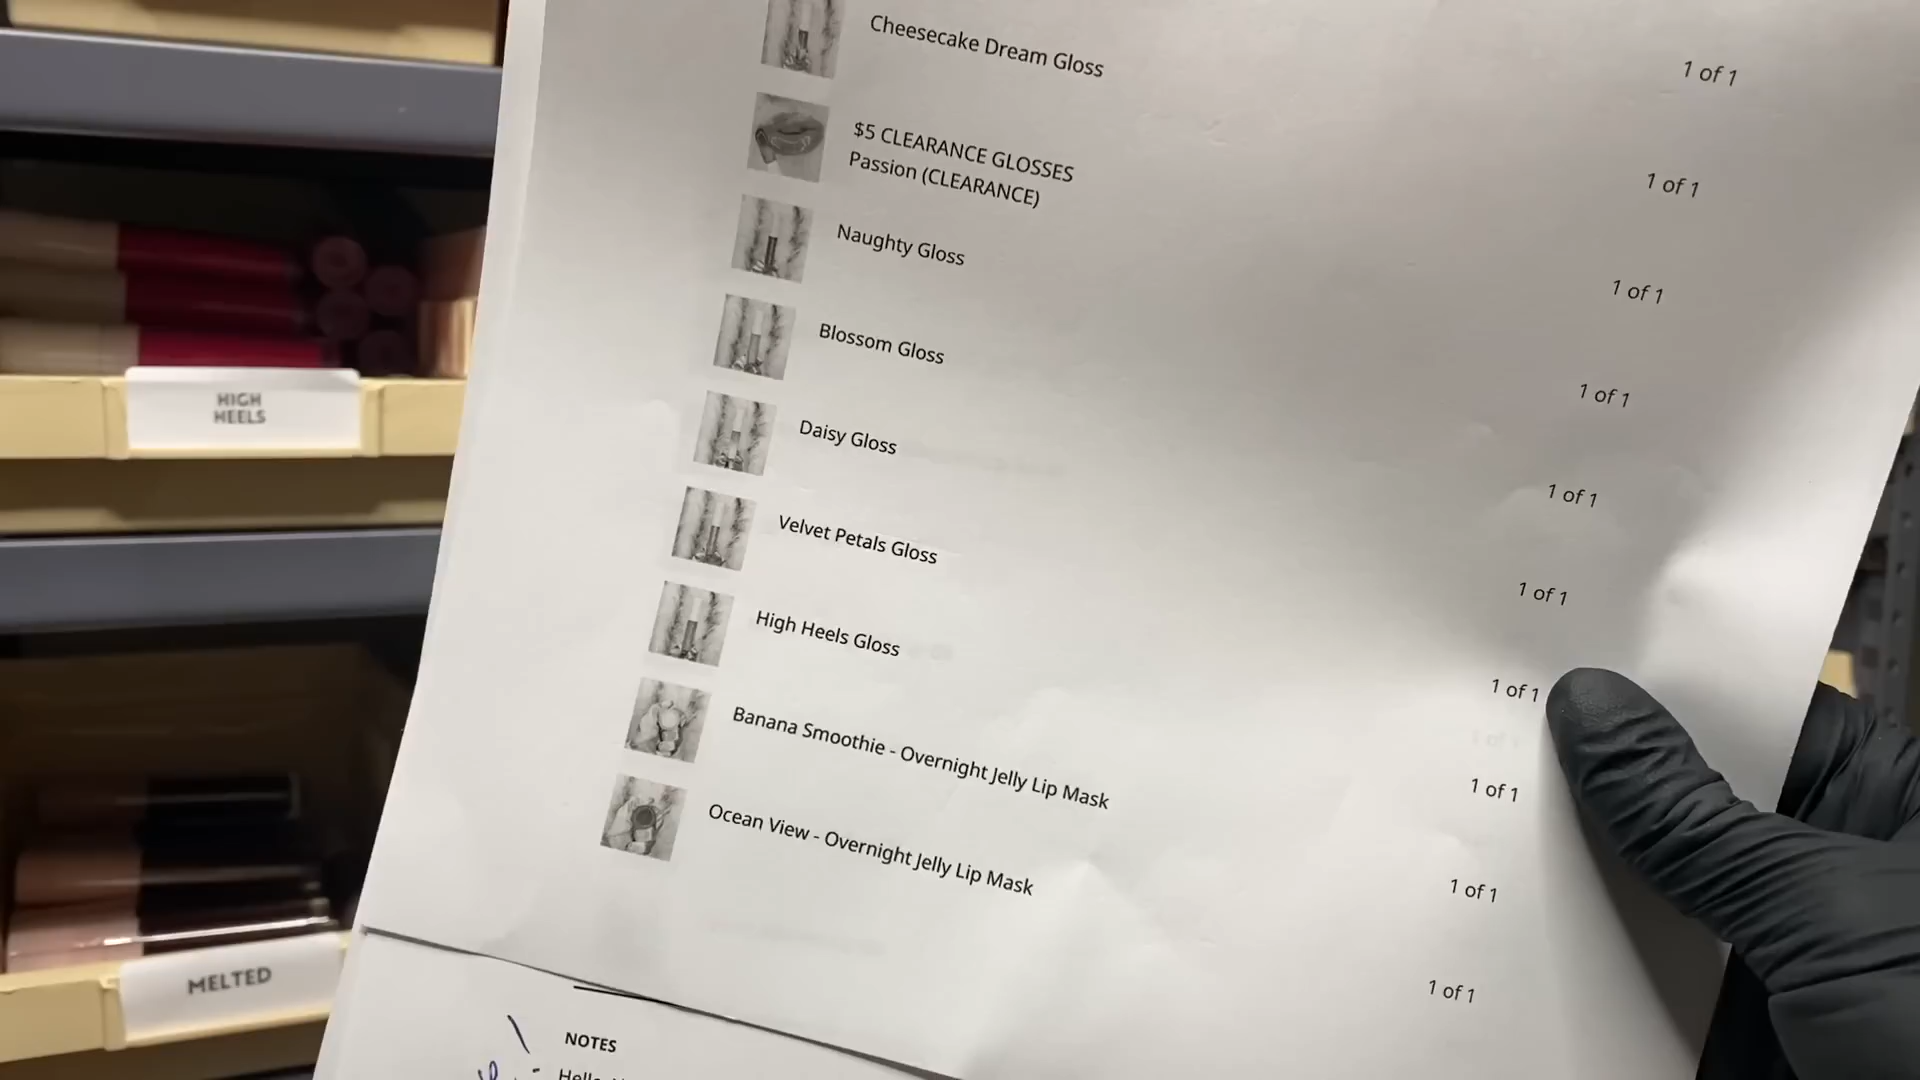 1 of 1
Cheesecake Dream Gloss 1 of 1
$5 CLEARANCE GLOSSES
Passion (CLEARANCE) 1 of 1
Naughty Gloss 1 of 1
Blossom Gloss 1 of 1
Daisy Gloss 1 of 1
Velvet Petals Gloss 1 of 1
High Heels Gloss 1 of 1
Banana Smoothie - Overnight Jelly Lip Mask 1 of 1
Ocean View - Overnight Jelly Lip Mask 1 of 1
NOTES
HIGH
HEELS
MELTED